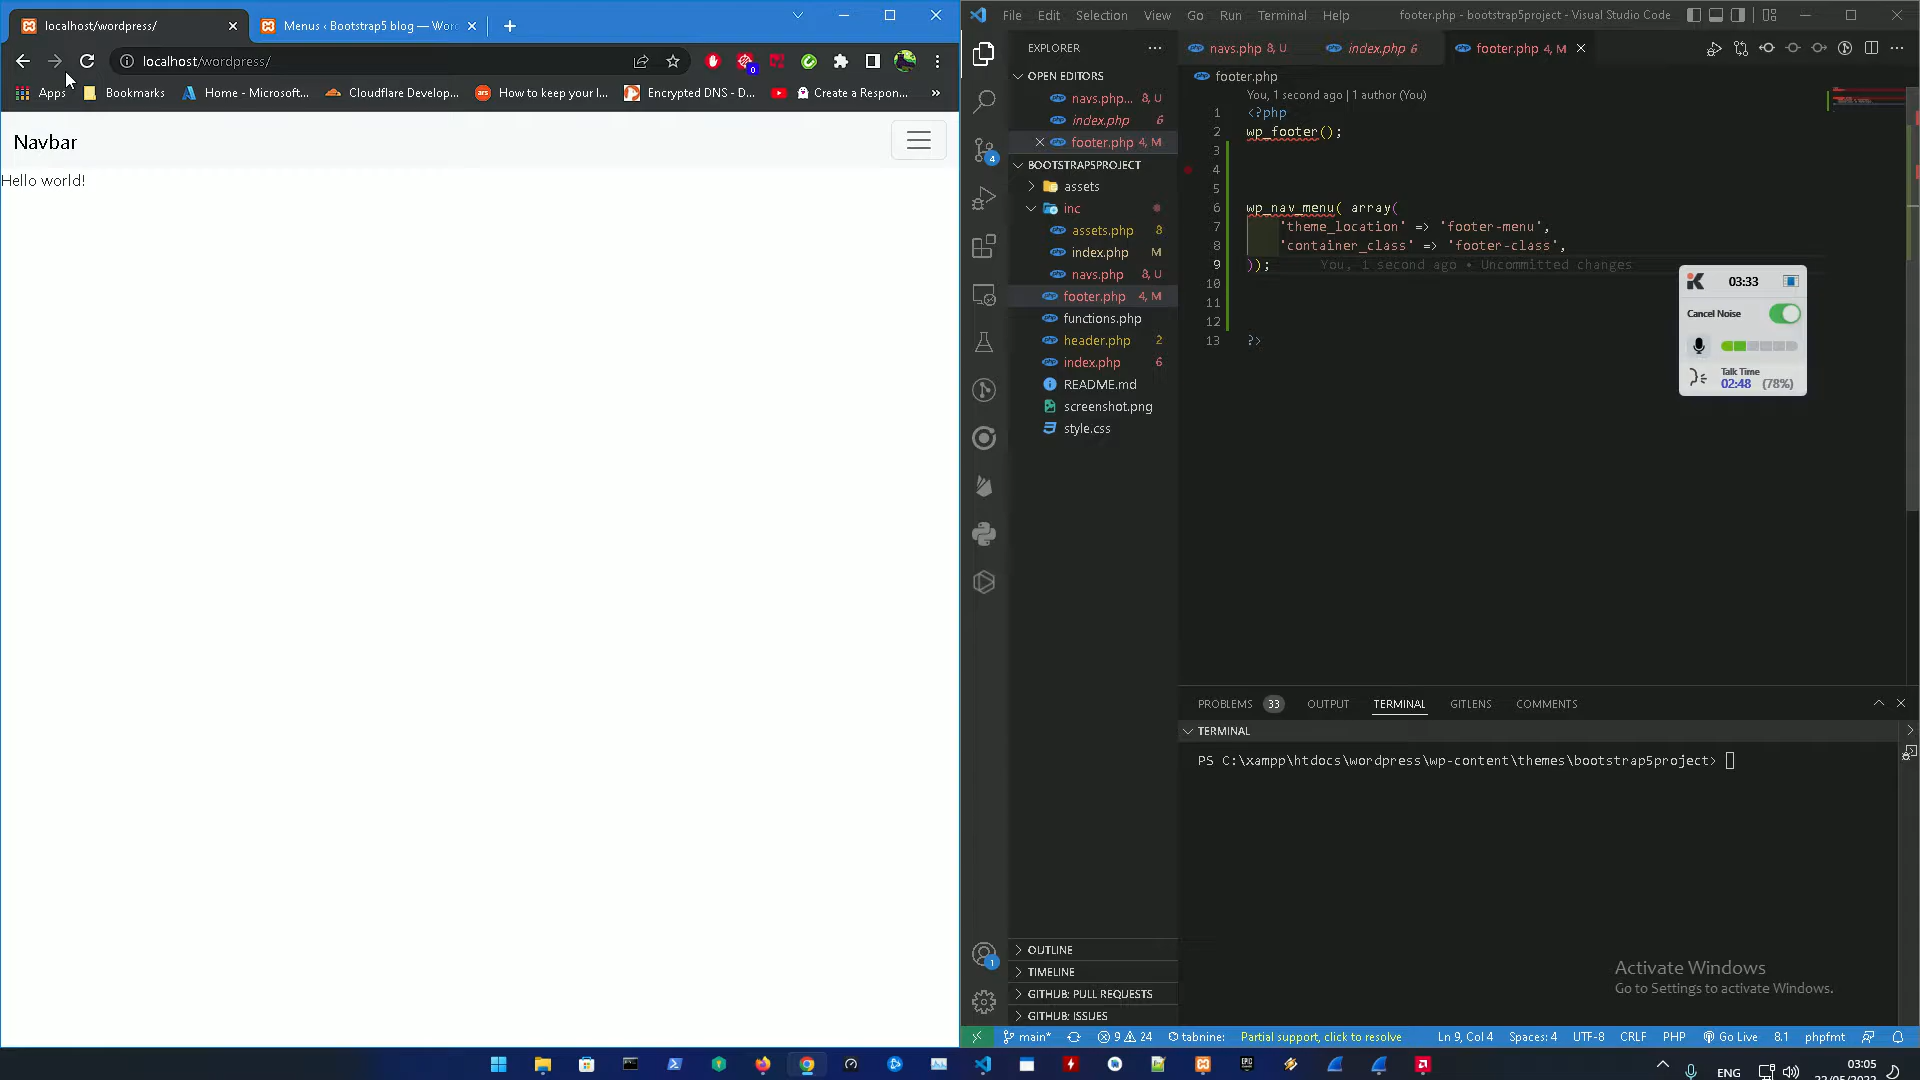 localhost/wordpress/
Menus ‹ Bootstrap5 blog — Wor
localhost/wordpress/
0
Apps
Bookmarks
Home - Microsoft...
Cloudflare Develop...
How to keep your l...
Encrypted DNS - D...
Create a Respon...
»
Navbar
Hello world!
File Edit Selection View Go Run Terminal Help
footer.php - bootstrap5project - Visual Studio Code
EXPLORER
OPEN EDITORS
navs.php... 8, U
index.php 6
footer.php 4, M
BOOTSTRAP5PROJECT
assets
inc
assets.php 8
index.php M
navs.php 8, U
footer.php 4, M
functions.php
header.php 2
index.php 6
README.md
screenshot.png
style.css
4
1
OUTLINE
TIMELINE
GITHUB: PULL REQUESTS
GITHUB: ISSUES
navs.php 8, U
index.php 6
footer.php 4, M
footer.php
You, 1 second ago | 1 author (You)
1 <?php
2 wp_footer();
3
4
5
6 wp_nav_menu( array(
7 'theme_location' => 'footer-menu',
8 'container_class' => 'footer-class',
9 )); You, 1 second ago • Uncommitted changes
10
11
12
13 ?>
03:33
Cancel Noise
Talk Time
02:48 (78%)
PROBLEMS 33 OUTPUT TERMINAL GITLENS COMMENTS
TERMINAL
PS C:\xampp\htdocs\wordpress\wp-content\themes\bootstrap5project>
Activate Windows
Go to Settings to activate Windows.
main* 9 24 tabnine: Partial support, click to resolve
Ln 9, Col 4 Spaces: 4 UTF-8 CRLF PHP Go Live 8.1 phpfmt
ENG
03:05
22/05/2022